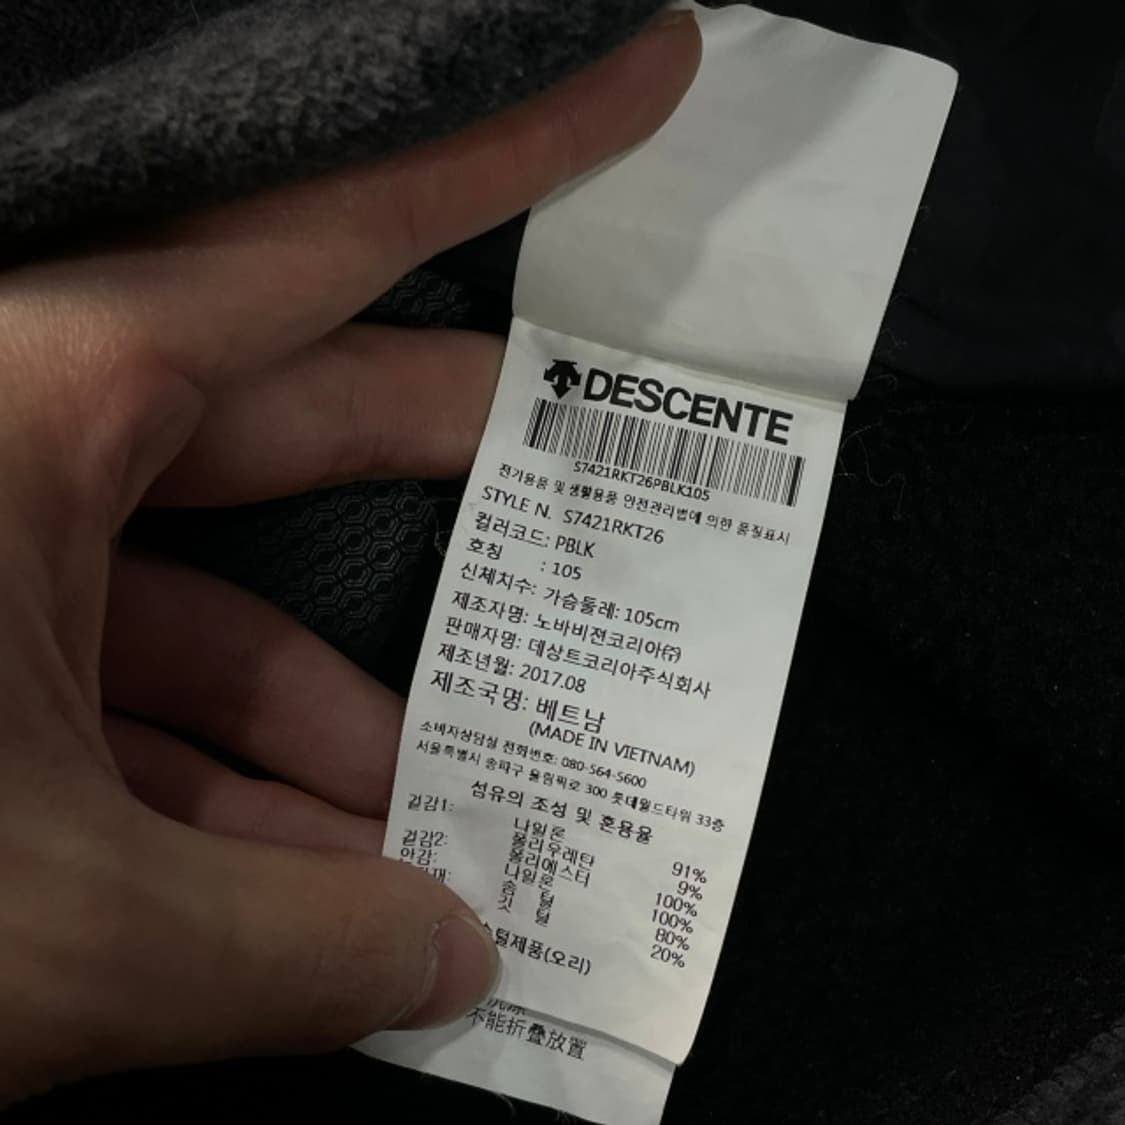 DESCENTE
S7421RKT26PBLK105
전기용품 및 생활용품 안전관리법에 의한 품질표시
STYLE N. S7421RKT26
컬러코드: PBLK
호칭 : 105
신체치수: 가슴둘레: 105cm
제조자명: 노바비젼코리아㈜
판매자명: 데상트코리아주식회사
제조년월: 2017.08
제조국명: 베트남
(MADE IN VIETNAM)
소비자상담실 전화번호: 080-564-5600
서울특별시 송파구 올림픽로 300 롯데월드타워 33층
섬유의 조성 및 혼용율
겉감1: 나일론 91%
폴리우레탄 9%
겉감2: 폴리에스터 100%
안감: 나일론 100%
솜 털 80%
깃 털 20%
털제품(오리)
不能折叠放置